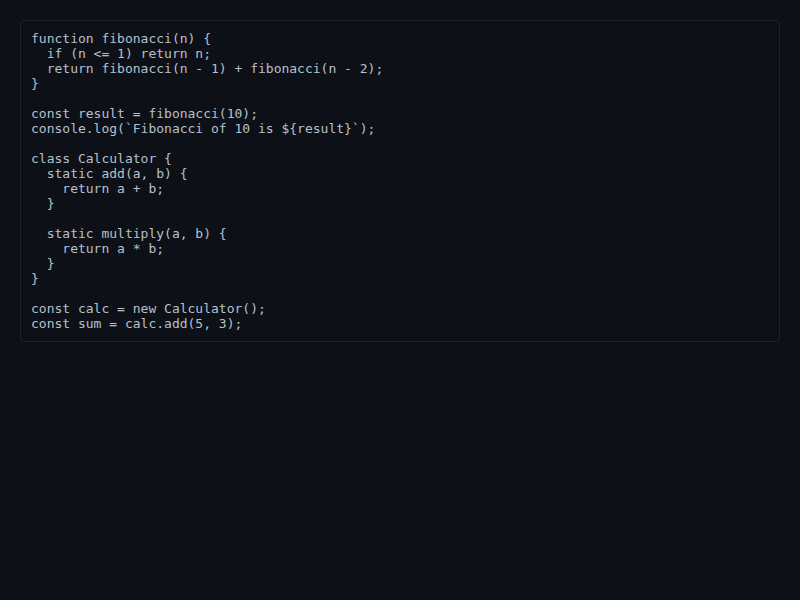 function fibonacci(n) {
  if (n <= 1) return n;
  return fibonacci(n - 1) + fibonacci(n - 2);
}

const result = fibonacci(10);
console.log(`Fibonacci of 10 is ${result}`);

class Calculator {
  static add(a, b) {
    return a + b;
  }

  static multiply(a, b) {
    return a * b;
  }
}

const calc = new Calculator();
const sum = calc.add(5, 3);